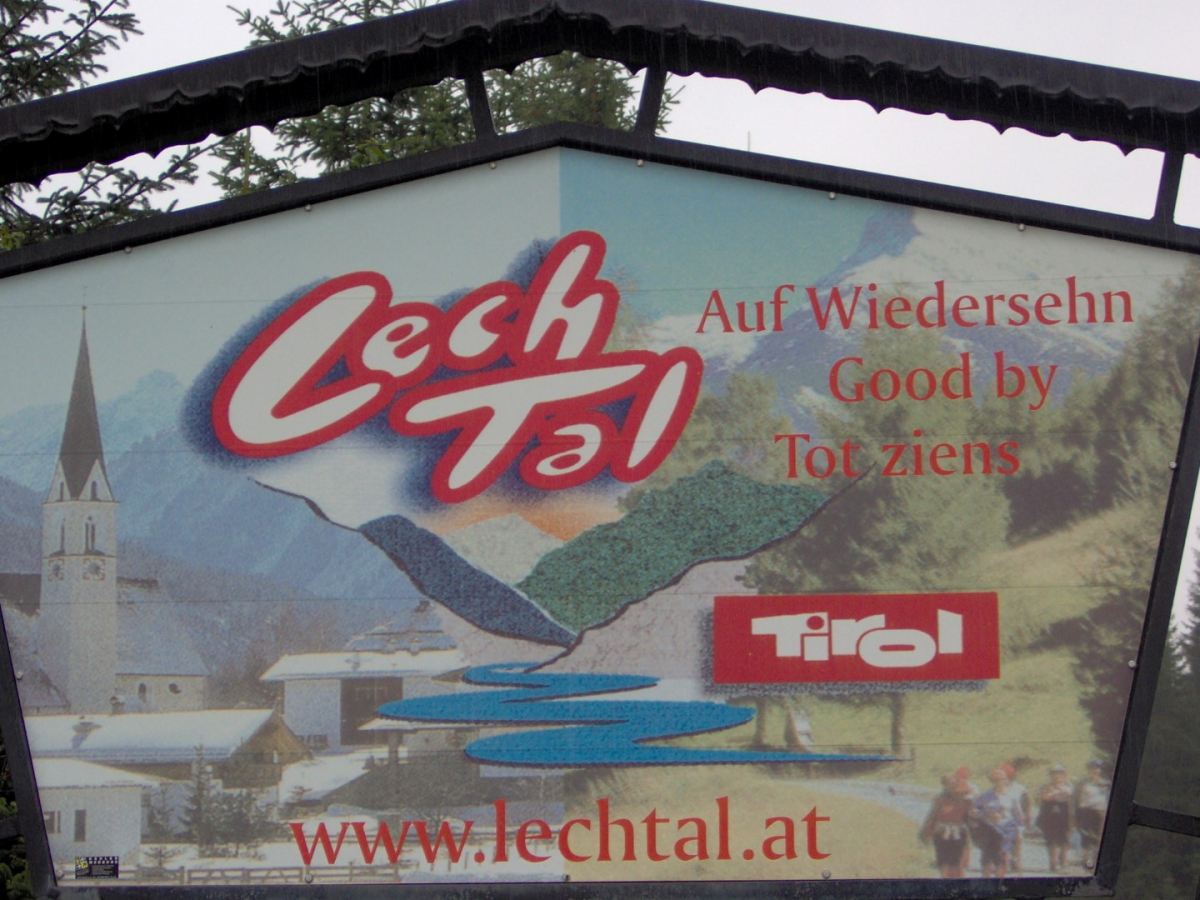 Lech
Tal
Auf Wiedersehn
Good by
Tot ziens
Tirol
www.lechtal.at